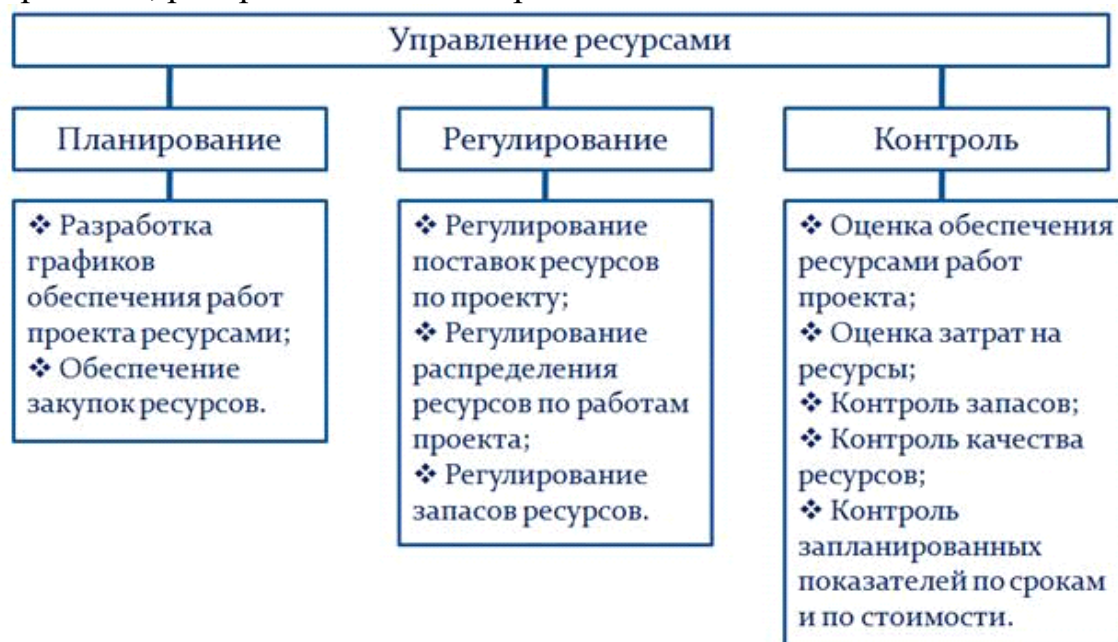 Управление ресурсами
Планирование
Регулирование
Контроль
❖ Разработка
графиков
обеспечения работ
проекта ресурсами;
❖ Обеспечение
закупок ресурсов.
❖ Регулирование
поставок ресурсов
по проекту;
❖ Регулирование
распределения
ресурсов по работам
проекта;
❖ Регулирование
запасов ресурсов.
❖ Оценка обеспечения
ресурсами работ
проекта;
❖ Оценка затрат на
ресурсы;
❖ Контроль запасов;
❖ Контроль качества
ресурсов;
❖ Контроль
запланированных
показателей по срокам
и по стоимости.